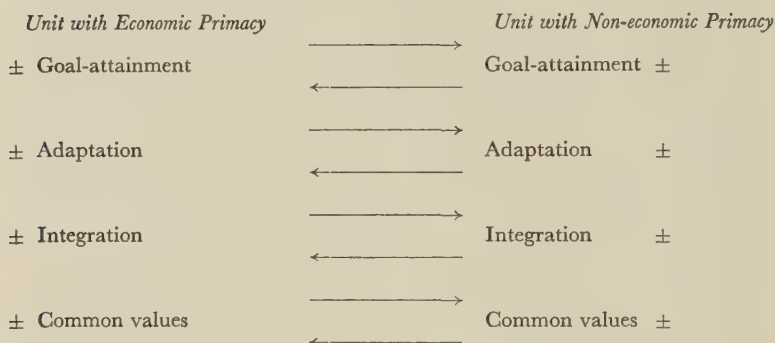 Unit with Economic Primacy Unit with Non-economic Primacy
± Goal-attainment Goal-attainment ±
± Adaptation Adaptation ±
± Integration Integration ±
± Common values Common values ±